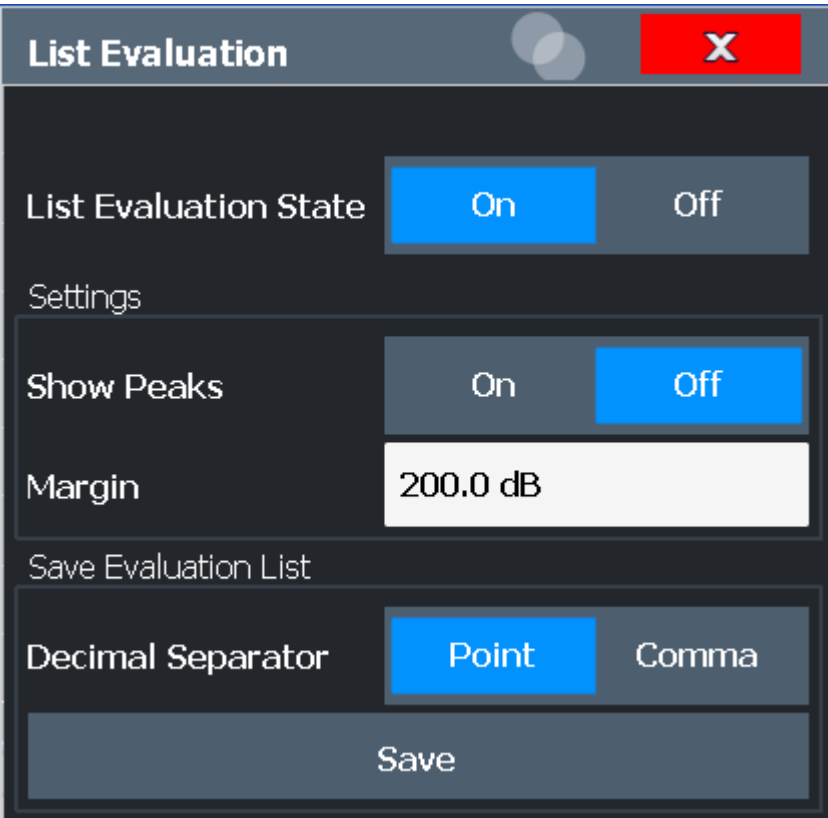 List Evaluation X
List Evaluation State On Off
Settings
Show Peaks On Off
Margin 200.0 dB
Save Evaluation List
Decimal Separator Point Comma
Save